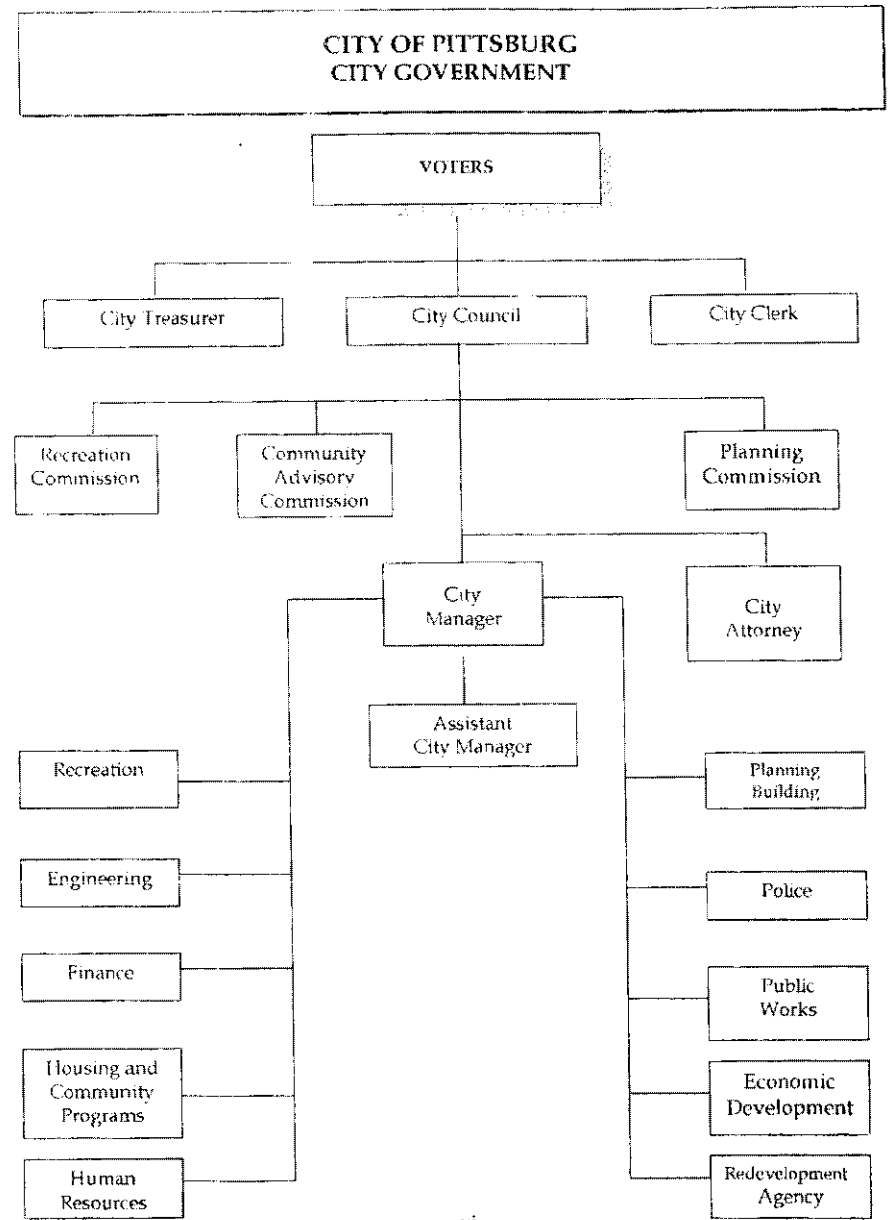 CITY OF PITTSBURG
CITY GOVERNMENT
VOTERS
City Treasurer
City Council
City Clerk
Recreation
Commission
Community
Advisory
Commission
Planning
Commission
City
Manager
City
Attorney
Assistant
City Manager
Recreation
Engineering
Finance
Housing and
Community
Programs
Human
Resources
Planning
Building
Police
Public
Works
Economic
Development
Redevelopment
Agency